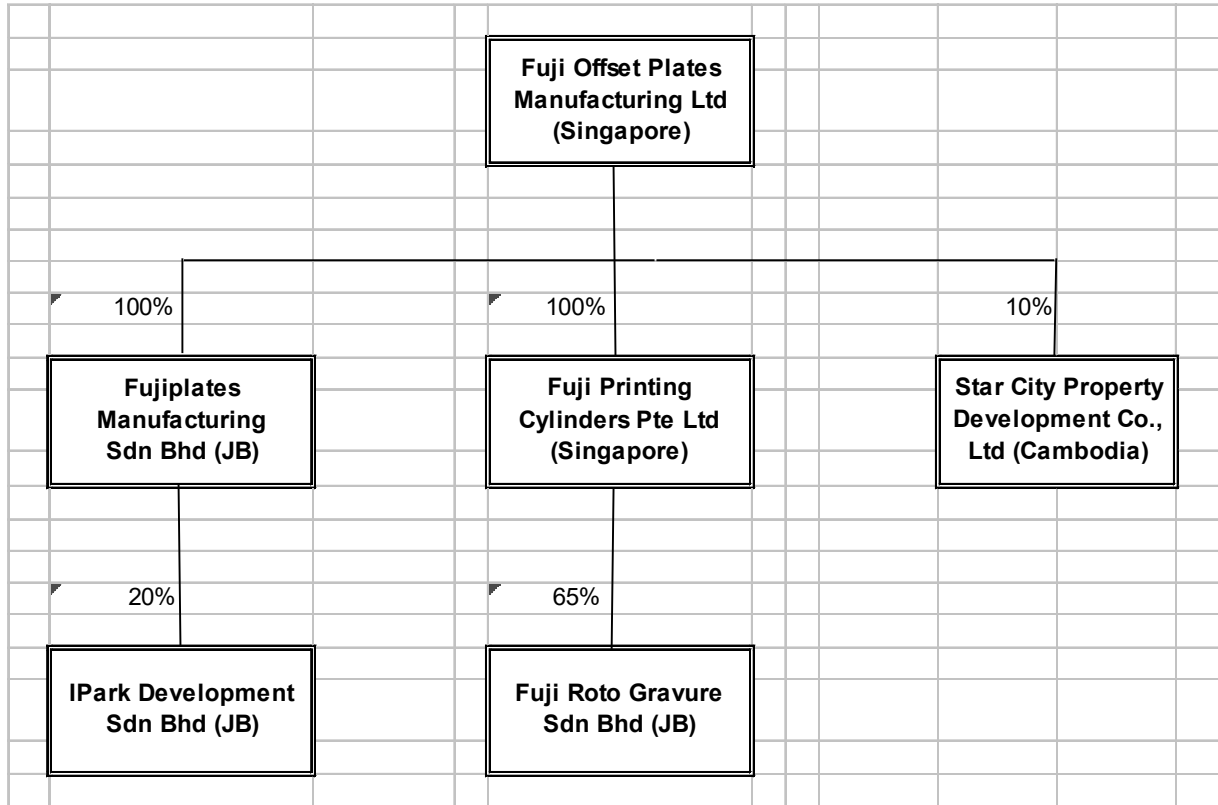 Fuji Offset Plates
Manufacturing Ltd
(Singapore)
100%
100%
10%
Fujiplates
Manufacturing
Sdn Bhd (JB)
Fuji Printing
Cylinders Pte Ltd
(Singapore)
Star City Property
Development Co.,
Ltd (Cambodia)
20%
65%
IPark Development
Sdn Bhd (JB)
Fuji Roto Gravure
Sdn Bhd (JB)